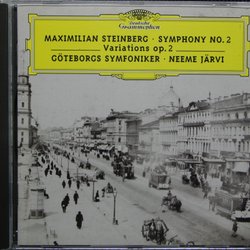 Deutsche
Grammophon
MAXIMILIAN STEINBERG · SYMPHONY NO. 2
Variations op. 2
GÖTEBORGS SYMFONIKER · NEEME JÄRVI